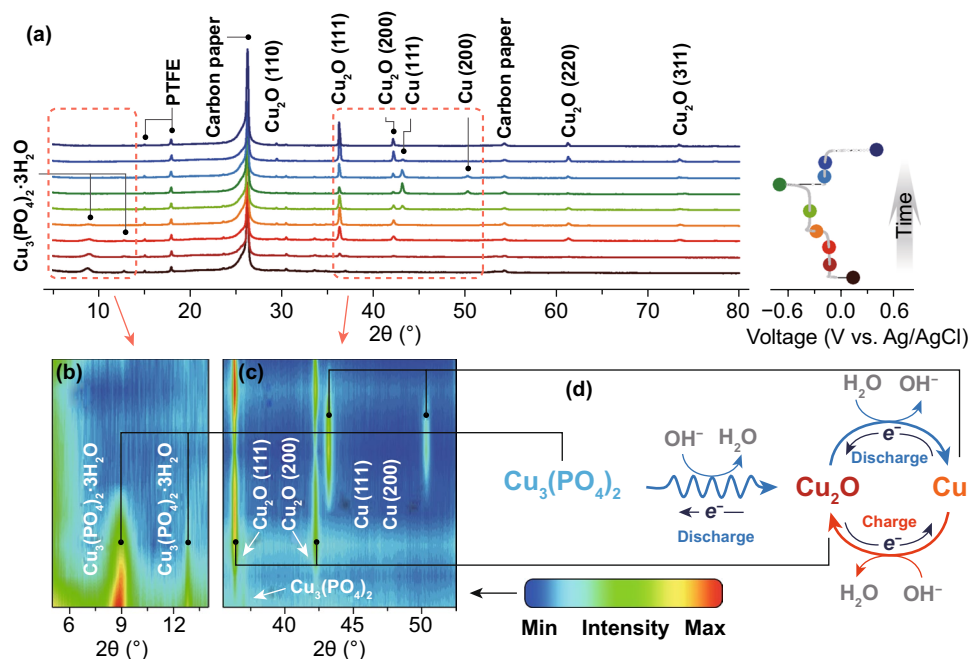 (a)
Cu₃(PO₄)₂·3H₂O
PTFE
Carbon paper
Cu₂O (110)
Cu₂O (111)
Cu₂O (200)
Cu (111)
Cu (200)
Carbon paper
Cu₂O (220)
Cu₂O (311)
10 20 30 40 50 60 70 80
2θ (°)
Time
−0.6 0.0 0.6
Voltage (V vs. Ag/AgCl)
(b)
Cu₃(PO₄)₂·3H₂O
Cu₃(PO₄)₂·3H₂O
6 9 12
2θ (°)
(c)
Cu₂O (111)
Cu₂O (200)
Cu (111)
Cu (200)
Cu₃(PO₄)₂
40 45 50
2θ (°)
Min Intensity Max
(d)
Cu₃(PO₄)₂
OH⁻ H₂O
e⁻
Discharge
Cu₂O
H₂O OH⁻
e⁻
Discharge
Cu
Charge
e⁻
H₂O OH⁻